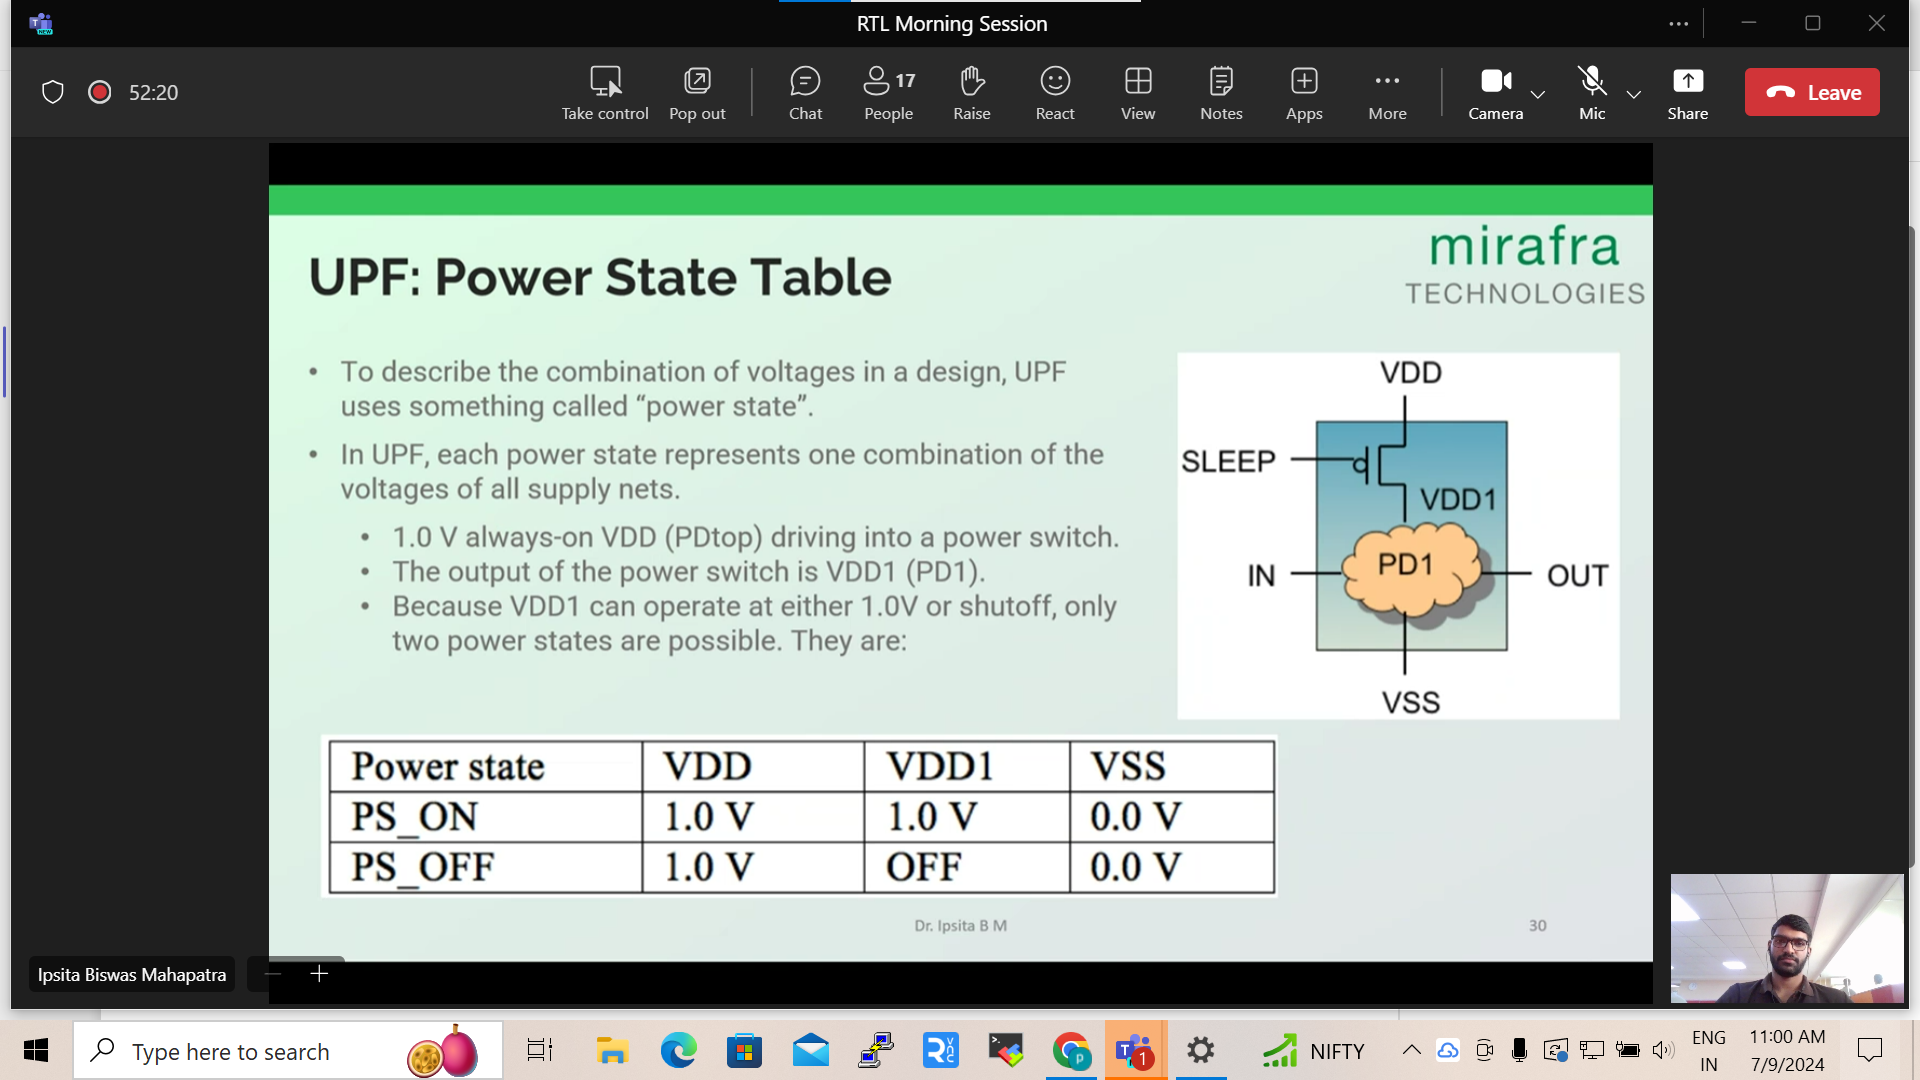 RTL Morning Session
52:20
Take control
Pop out
Chat
17
People
Raise
React
View
Notes
Apps
More
Camera
Mic
Share
Leave
UPF: Power State Table
mirafra
TECHNOLOGIES
• To describe the combination of voltages in a design, UPF
uses something called “power state”.
• In UPF, each power state represents one combination of the
voltages of all supply nets.
• 1.0 V always-on VDD (PDtop) driving into a power switch.
• The output of the power switch is VDD1 (PD1).
• Because VDD1 can operate at either 1.0V or shutoff, only
two power states are possible. They are:
VDD
SLEEP
VDD1
PD1
IN
OUT
VSS
Power state VDD VDD1 VSS
PS_ON 1.0 V 1.0 V 0.0 V
PS_OFF 1.0 V OFF 0.0 V
Dr. Ipsita B M
30
Ipsita Biswas Mahapatra
Type here to search
NIFTY
ENG
IN
11:00 AM
7/9/2024